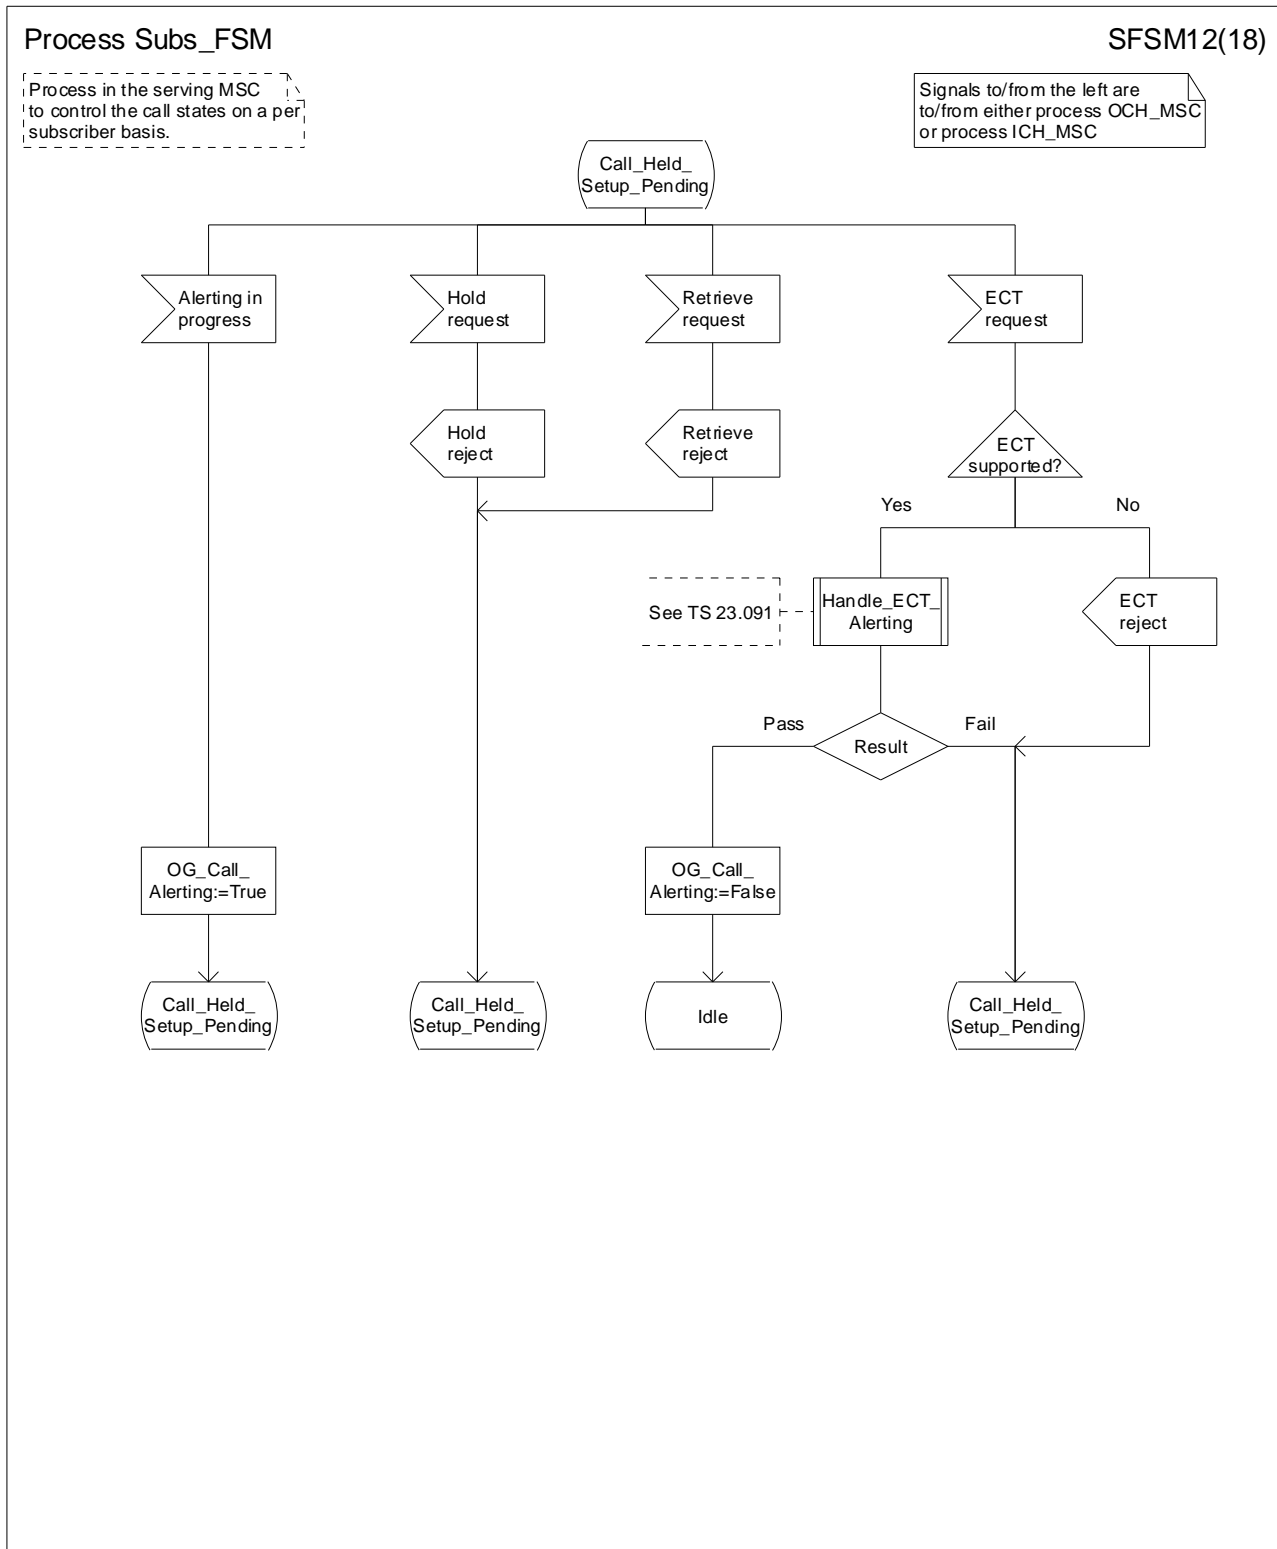 Process Subs_FSM
SFSM12(18)
Process in the serving MSC
to control the call states on a per
subscriber basis.
Signals to/from the left are
to/from either process OCH_MSC
or process ICH_MSC
Call_Held_
Setup_Pending
Alerting in
progress
Hold
request
Retrieve
request
ECT
request
Hold
reject
Retrieve
reject
ECT
supported?
Yes
No
See TS 23.091
Handle_ECT_
Alerting
ECT
reject
Pass
Result
Fail
OG_Call_
Alerting:=True
OG_Call_
Alerting:=False
Call_Held_
Setup_Pending
Call_Held_
Setup_Pending
Idle
Call_Held_
Setup_Pending